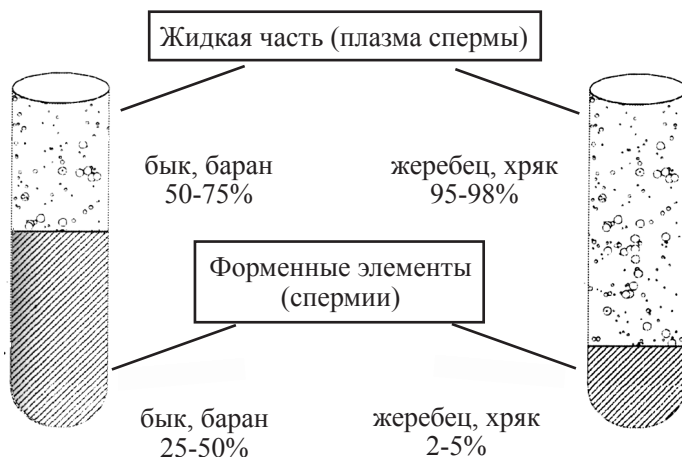 Жидкая часть (плазма спермы)
бык, баран
50-75%
жеребец, хряк
95-98%
Форменные элементы
(спермии)
бык, баран
25-50%
жеребец, хряк
2-5%